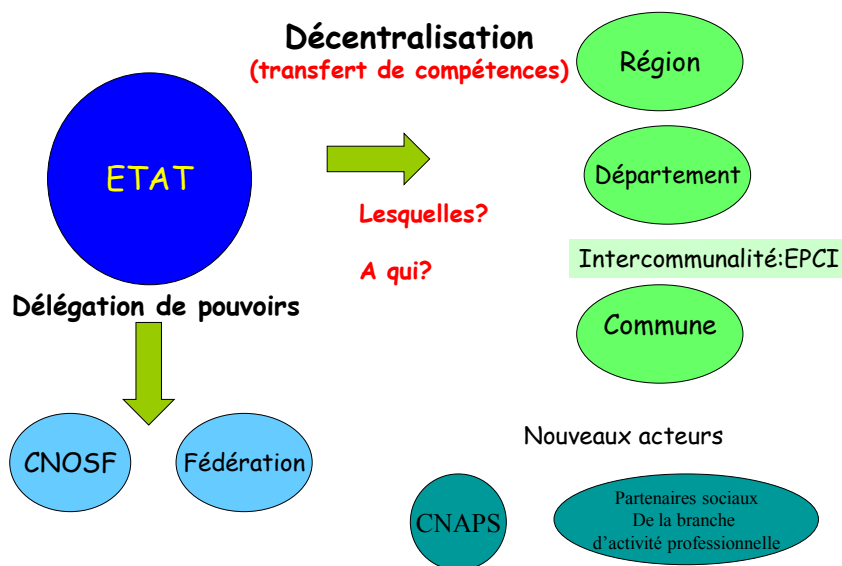 Décentralisation
(transfert de compétences)
Région
ETAT
Département
Lesquelles?
A qui?
Intercommunalité:EPCI
Délégation de pouvoirs
Commune
Nouveaux acteurs
CNOSF
Fédération
CNAPS
Partenaires sociaux
De la branche
d'activité professionnelle